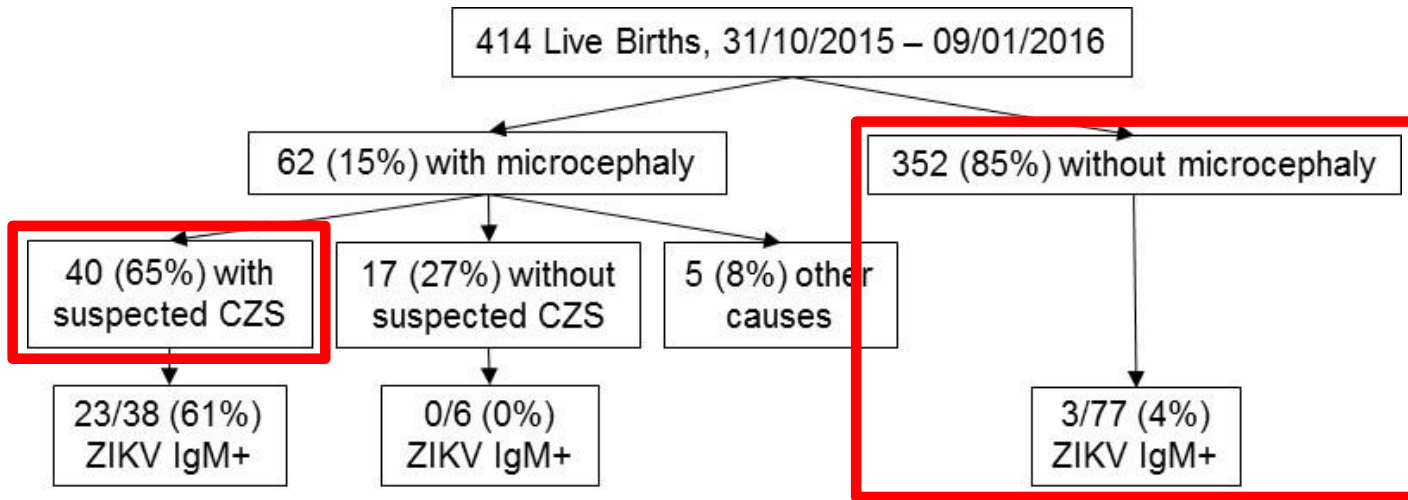 414 Live Births, 31/10/2015 – 09/01/2016
62 (15%) with microcephaly
352 (85%) without microcephaly
40 (65%) with
suspected CZS
17 (27%) without
suspected CZS
5 (8%) other
causes
23/38 (61%)
ZIKV IgM+
0/6 (0%)
ZIKV IgM+
3/77 (4%)
ZIKV IgM+